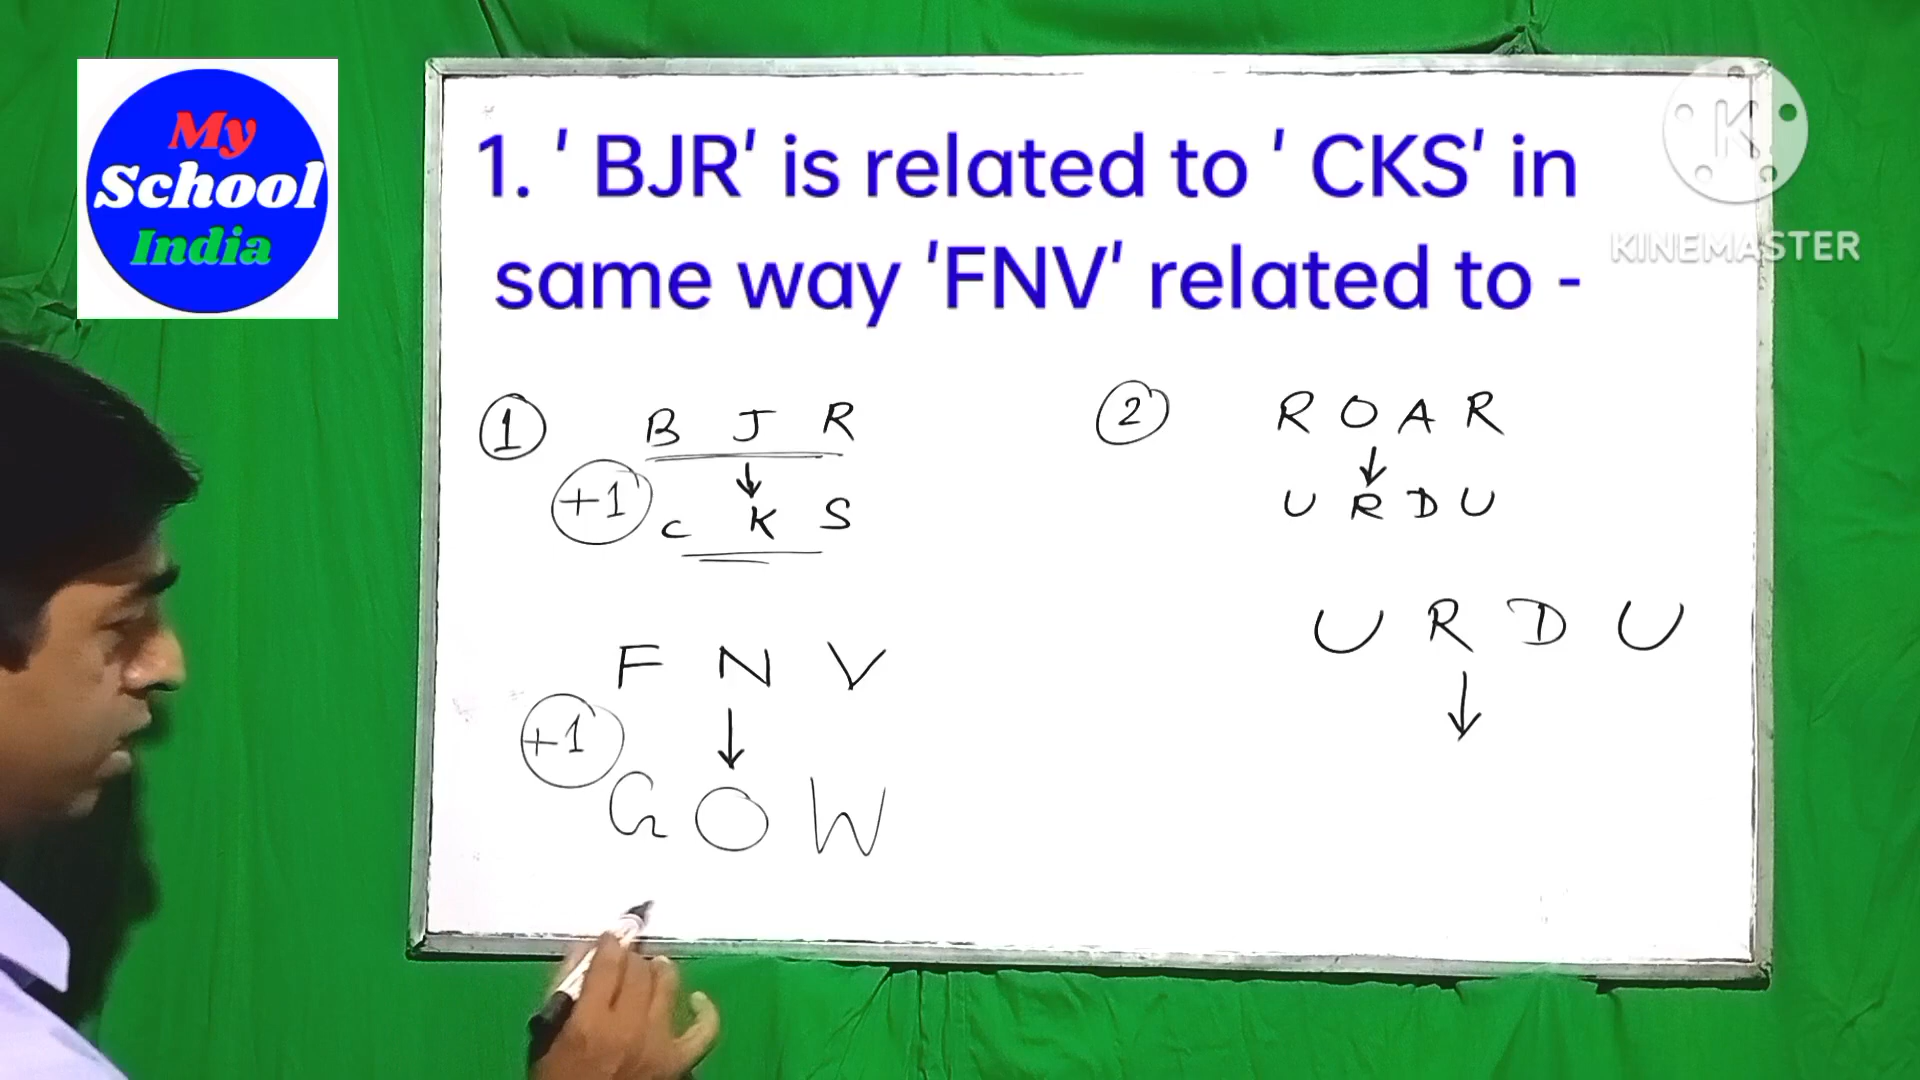 My
School
India
1. ' BJR' is related to ' CKS' in
same way 'FNV' related to -
KINEMASTER
K
1 B J R
+1
C K S
F N V
+1
G O W
2 R O A R
U R D U
U R D U